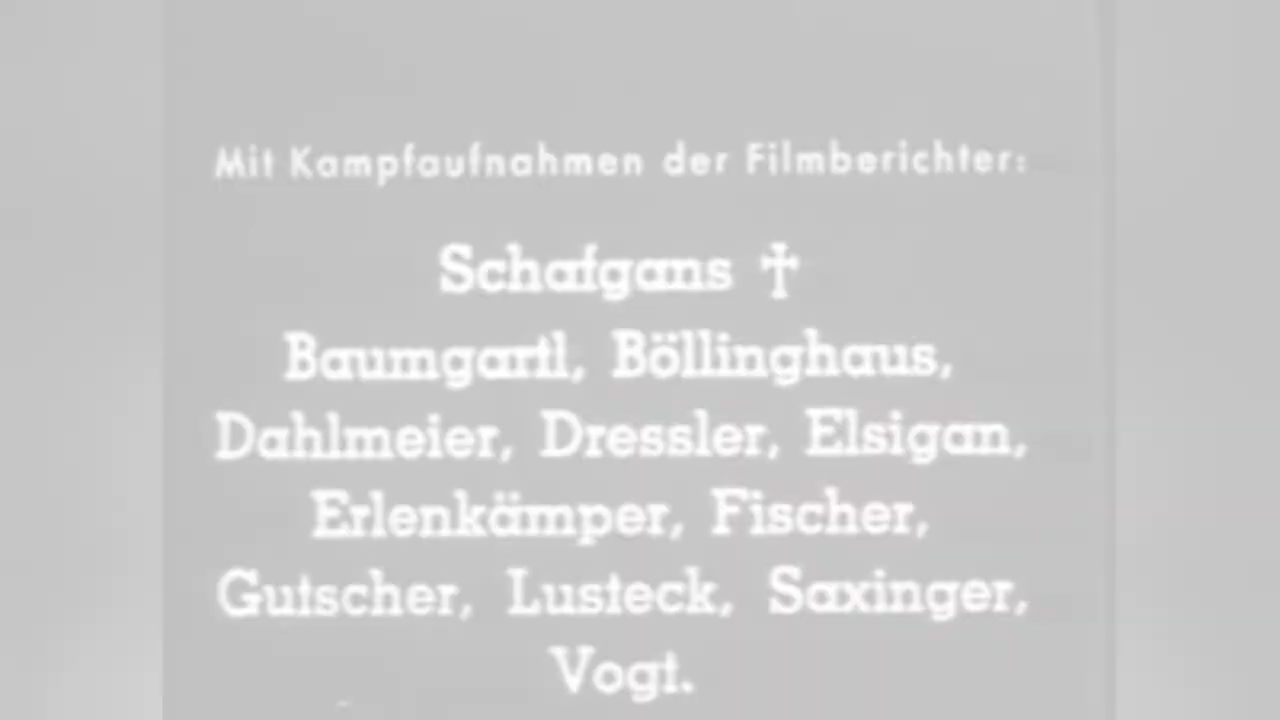 Mit Kampfaufnahmen der Filmberichter:
Schafgans †
Baumgartl, Böllinghaus,
Dahlmeier, Dressler, Elsigan,
Erlenkämper, Fischer,
Gutscher, Lusteck, Saxinger,
Vogt.